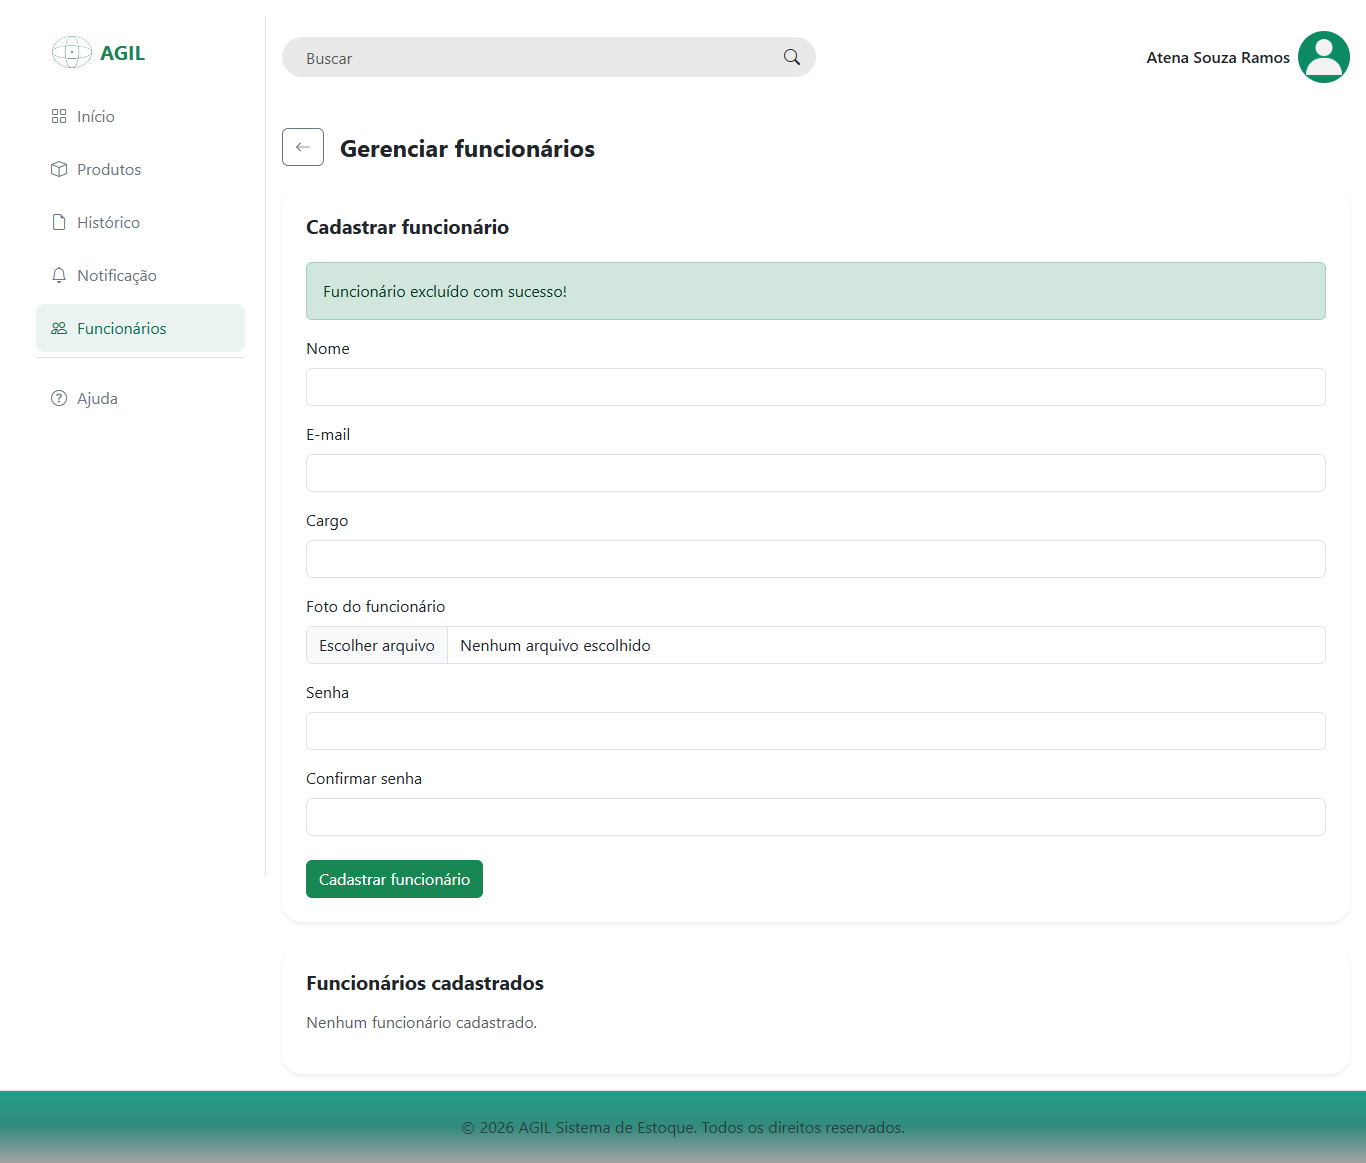 AGIL
Início
Produtos
Histórico
Notificação
Funcionários
Ajuda
Buscar
Atena Souza Ramos
Gerenciar funcionários
Cadastrar funcionário
Funcionário excluído com sucesso!
Nome
E-mail
Cargo
Foto do funcionário
Escolher arquivo Nenhum arquivo escolhido
Senha
Confirmar senha
Cadastrar funcionário
Funcionários cadastrados
Nenhum funcionário cadastrado.
© 2026 AGIL Sistema de Estoque. Todos os direitos reservados.